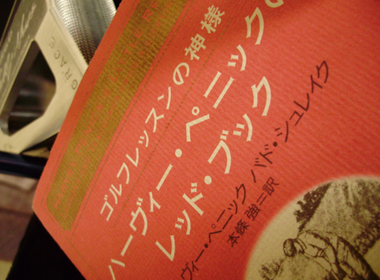 ゴルフレッスンの神様
ハーヴィー・ペニックの
レッド・ブック
ヴィー・ペニック バド・シュレイク
本條 強=訳
GRACE